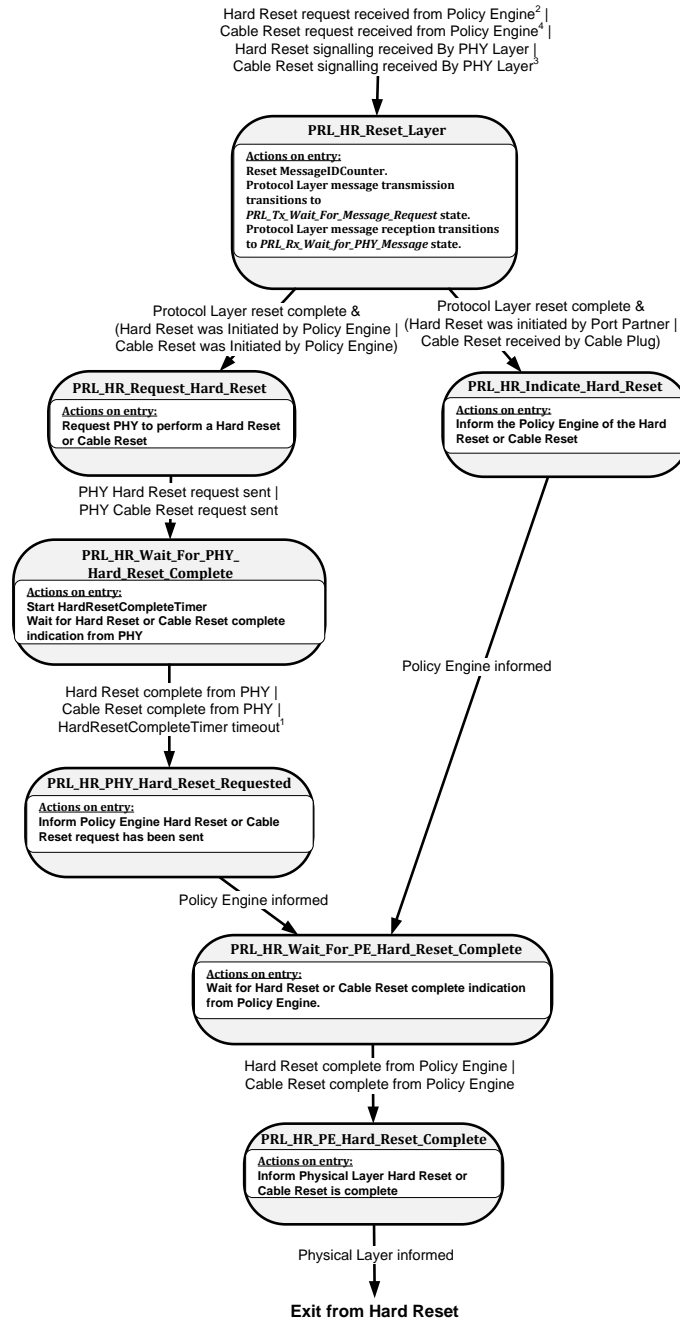 Hard Reset request received from Policy Engine² |
Cable Reset request received from Policy Engine⁴ |
Hard Reset signalling received By PHY Layer |
Cable Reset signalling received By PHY Layer³
PRL_HR_Reset_Layer
Actions on entry:
Reset MessageIDCounter.
Protocol Layer message transmission
transitions to
PRL_Tx_Wait_For_Message_Request state.
Protocol Layer message reception transitions
to PRL_Rx_Wait_for_PHY_Message state.
Protocol Layer reset complete &
(Hard Reset was Initiated by Policy Engine |
Cable Reset was Initiated by Policy Engine)
Protocol Layer reset complete &
(Hard Reset was initiated by Port Partner |
Cable Reset received by Cable Plug)
PRL_HR_Request_Hard_Reset
Actions on entry:
Request PHY to perform a Hard Reset
or Cable Reset
PRL_HR_Indicate_Hard_Reset
Actions on entry:
Inform the Policy Engine of the Hard
Reset or Cable Reset
PHY Hard Reset request sent |
PHY Cable Reset request sent
PRL_HR_Wait_For_PHY_
Hard_Reset_Complete
Actions on entry:
Start HardResetCompleteTimer
Wait for Hard Reset or Cable Reset complete
indication from PHY
Policy Engine informed
Hard Reset complete from PHY |
Cable Reset complete from PHY |
HardResetCompleteTimer timeout¹
PRL_HR_PHY_Hard_Reset_Requested
Actions on entry:
Inform Policy Engine Hard Reset or Cable
Reset request has been sent
Policy Engine informed
PRL_HR_Wait_For_PE_Hard_Reset_Complete
Actions on entry:
Wait for Hard Reset or Cable Reset complete indication
from Policy Engine.
Hard Reset complete from Policy Engine |
Cable Reset complete from Policy Engine
PRL_HR_PE_Hard_Reset_Complete
Actions on entry:
Inform Physical Layer Hard Reset or
Cable Reset is complete
Physical Layer informed
Exit from Hard Reset